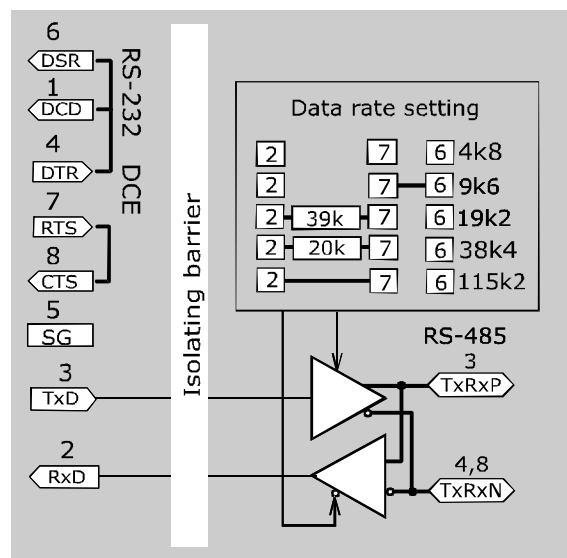 6
DSR
1
DCD
4
DTR
7
RTS
8
CTS
5
SG
3
TxD
2
RxD
RS-232 DCE
Isolating barrier
Data rate setting
2 7 6 4k8
2 7 6 9k6
2 39k 7 6 19k2
2 20k 7 6 38k4
2 7 6 115k2
RS-485
3
TxRxP
4,8
TxRxN